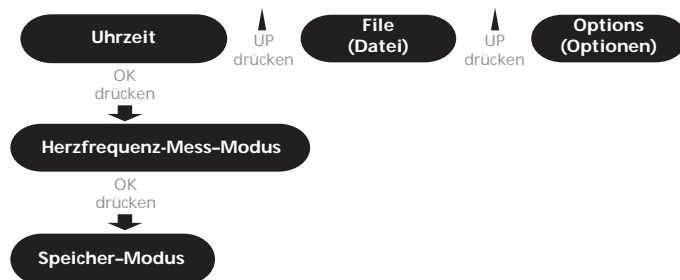 Uhrzeit
UP
drücken
File
(Datei)
UP
drücken
Options
(Optionen)
OK
drücken
Herzfrequenz-Mess–Modus
OK
drücken
Speicher–Modus